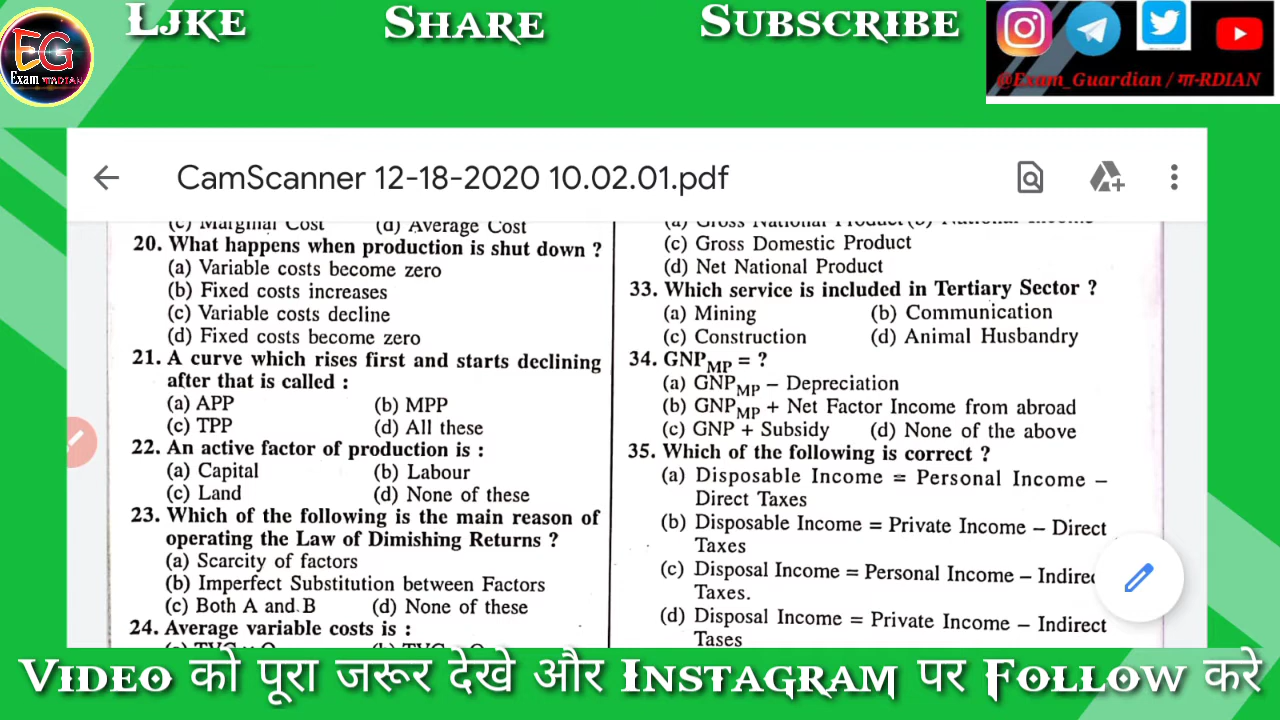 EG
Exam गाRDIAN
LJKE
SHARE
SUBSCRIBE
@Exam_Guardian / गा-RDIAN
CamScanner 12-18-2020 10.02.01.pdf
(c) Marginal Cost (d) Average Cost
20. What happens when production is shut down ?
(a) Variable costs become zero
(b) Fixed costs increases
(c) Variable costs decline
(d) Fixed costs become zero
21. A curve which rises first and starts declining
after that is called :
(a) APP (b) MPP
(c) TPP (d) All these
22. An active factor of production is :
(a) Capital (b) Labour
(c) Land (d) None of these
23. Which of the following is the main reason of
operating the Law of Dimishing Returns ?
(a) Scarcity of factors
(b) Imperfect Substitution between Factors
(c) Both A and B (d) None of these
24. Average variable costs is :
(a) Gross National Product (b) National Income
(c) Gross Domestic Product
(d) Net National Product
33. Which service is included in Tertiary Sector ?
(a) Mining (b) Communication
(c) Construction (d) Animal Husbandry
34. GNPMP = ?
(a) GNPMP – Depreciation
(b) GNPMP + Net Factor Income from abroad
(c) GNP + Subsidy (d) None of the above
35. Which of the following is correct ?
(a) Disposable Income = Personal Income –
Direct Taxes
(b) Disposable Income = Private Income – Direct
Taxes
(c) Disposal Income = Personal Income – Indirec
Taxes.
(d) Disposal Income = Private Income – Indirect
Tases
VIDEO को पूरा जरूर देखे और INSTAGRAM पर FOLLOW करे